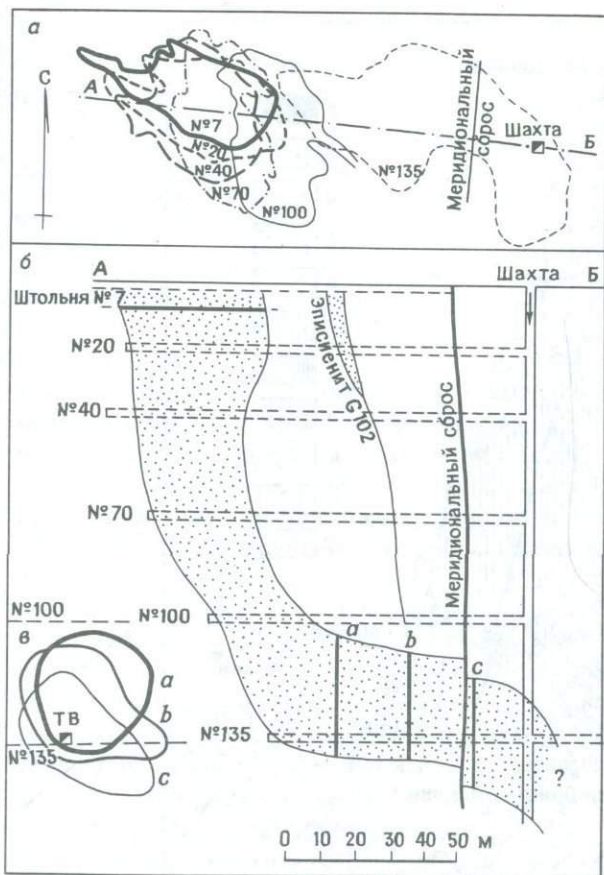 а
С
А
№7
№20
№40
№70
№100
№135
Меридиональный сброс
Шахта
Б
б
А
Шахта
Б
Штольня №7
№20
Эписиенит G 102
№40
№70
Меридиональный сброс
№100
№100
в
a
b
c
a
ТВ
b
c
№135
№135
?
0 10 20 30 40 50 м